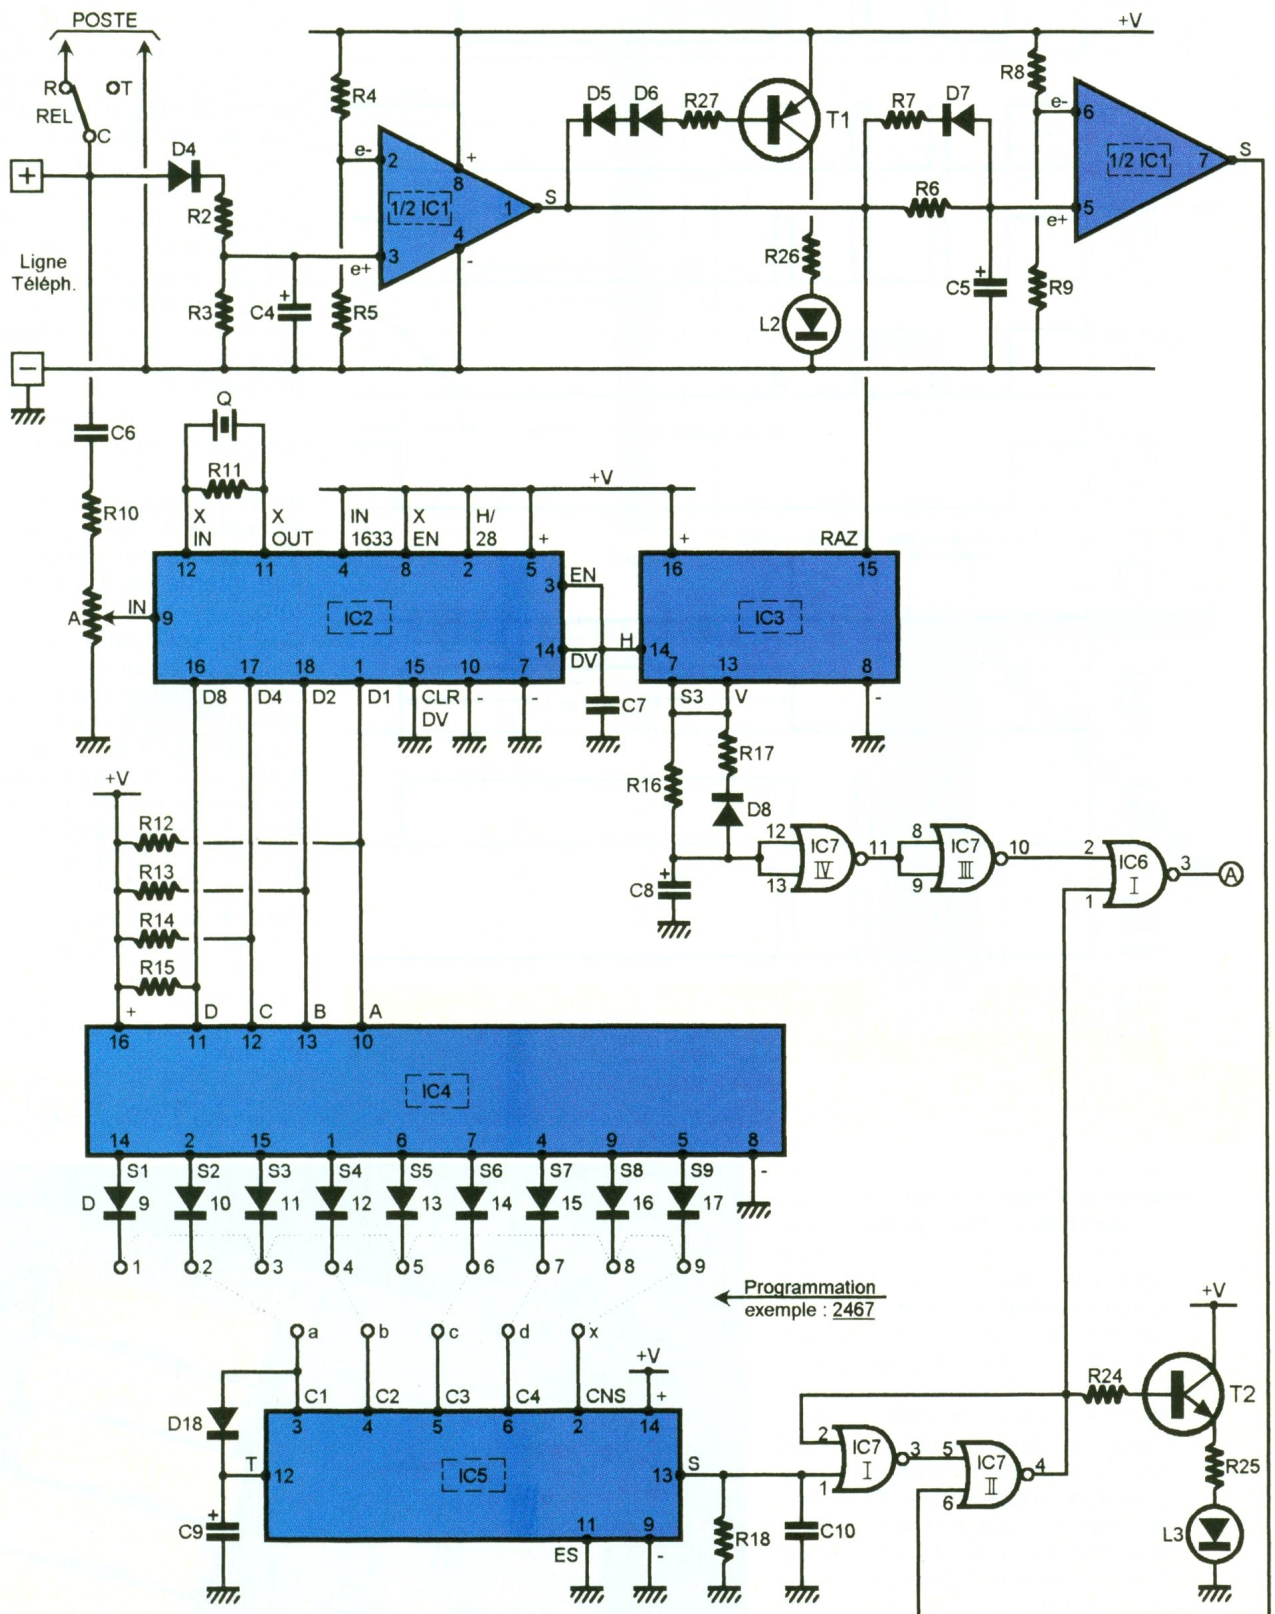 POSTE
+V
R T
REL
C
D4
R2
R3
C4
R4
R5
e-
2
e+
3
1/2 IC1
+
8
4
-
1
S
D5 D6 R27
T1
R26
L2
R7 D7
R6
C5
R8
R9
e-
6
e+
5
1/2 IC1
7
S
+
Ligne
Téléph.
-
C6
R10
A
Q
R11
X
IN
X
OUT
IN
1633
X
EN
H/
28
+
+V
12 11 4 8 2 5
IN
9
IC2
3
EN
14
DV
16 17 18 1 15 10 7
D8 D4 D2 D1 CLR
DV
-
-
C7
H
14
+
16
RAZ
15
IC3
7 13 8
S3 V -
R16
R17
D8
C8
+
12
13
IC7
IV
11
8
9
IC7
III
10
2
1
IC6
I
3
A
+V
R12
R13
R14
R15
+ D C B A
16 11 12 13 10
IC4
14 2 15 1 6 7 4 9 5 8
S1 S2 S3 S4 S5 S6 S7 S8 S9 -
D 9 10 11 12 13 14 15 16 17
1 2 3 4 5 6 7 8 9
Programmation
exemple : 2467
a b c d x
+V
C1 C2 C3 C4 CNS +
3 4 5 6 2 14
D18
T
12
C9
+
IC5
13
S
11 9
ES -
R18
C10
2
1
IC7
I
3
5
6
IC7
II
4
R24
+V
T2
R25
L3